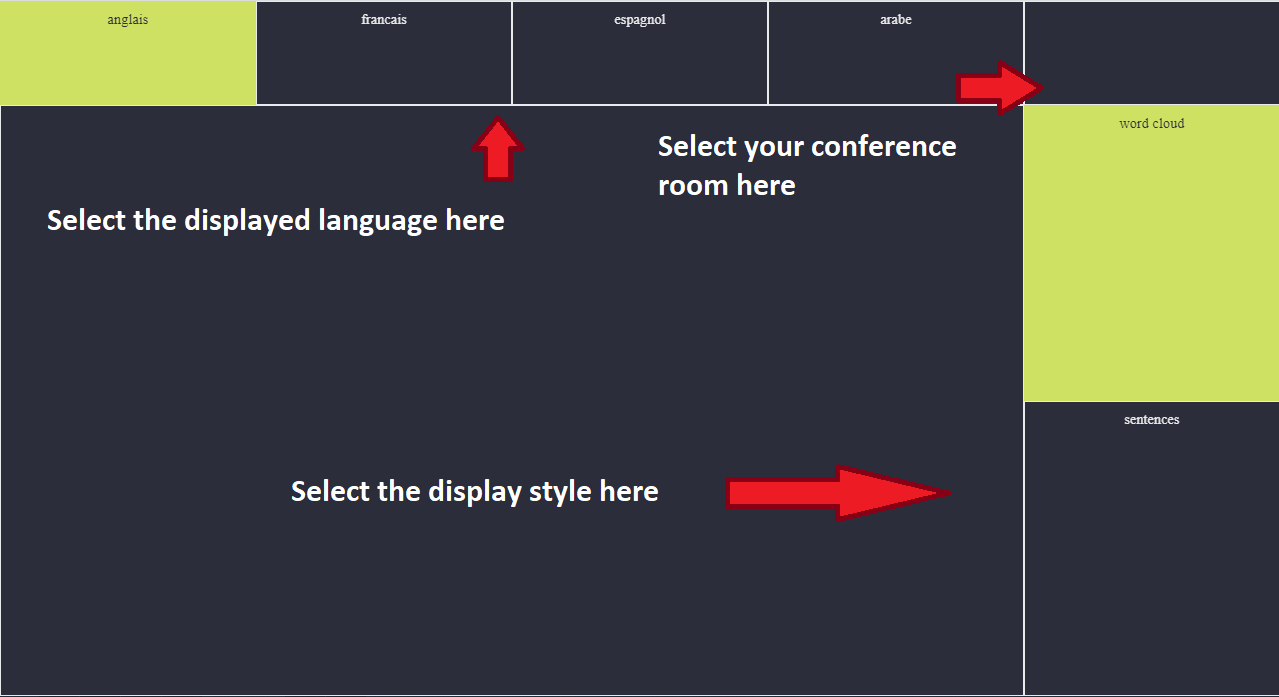 anglais
francais
espagnol
arabe
word cloud
Select your conference
room here
Select the displayed language here
sentences
Select the display style here